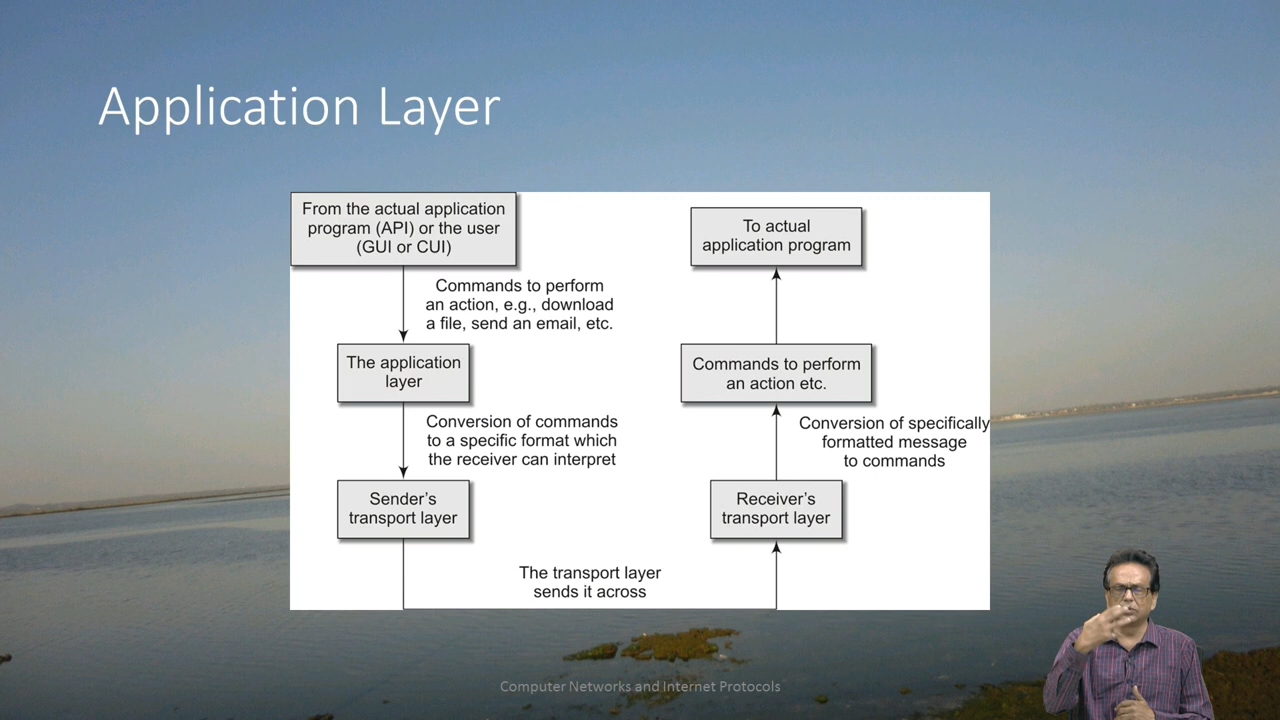 Application Layer
From the actual application
program (API) or the user
(GUI or CUI)
Commands to perform
an action, e.g., download
a file, send an email, etc.
The application
layer
Conversion of commands
to a specific format which
the receiver can interpret
Sender's
transport layer
The transport layer
sends it across
To actual
application program
Commands to perform
an action etc.
Conversion of specifically
formatted message
to commands
Receiver's
transport layer
Computer Networks and Internet Protocols